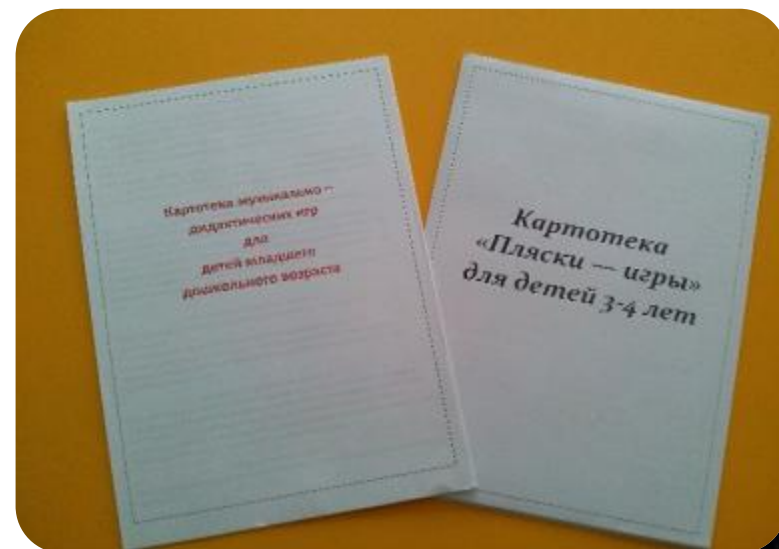 Картотека музыкально –
дидактических игр
для
детей младшего
дошкольного возраста
Картотека
«Пляски — игры»
для детей 3-4 лет